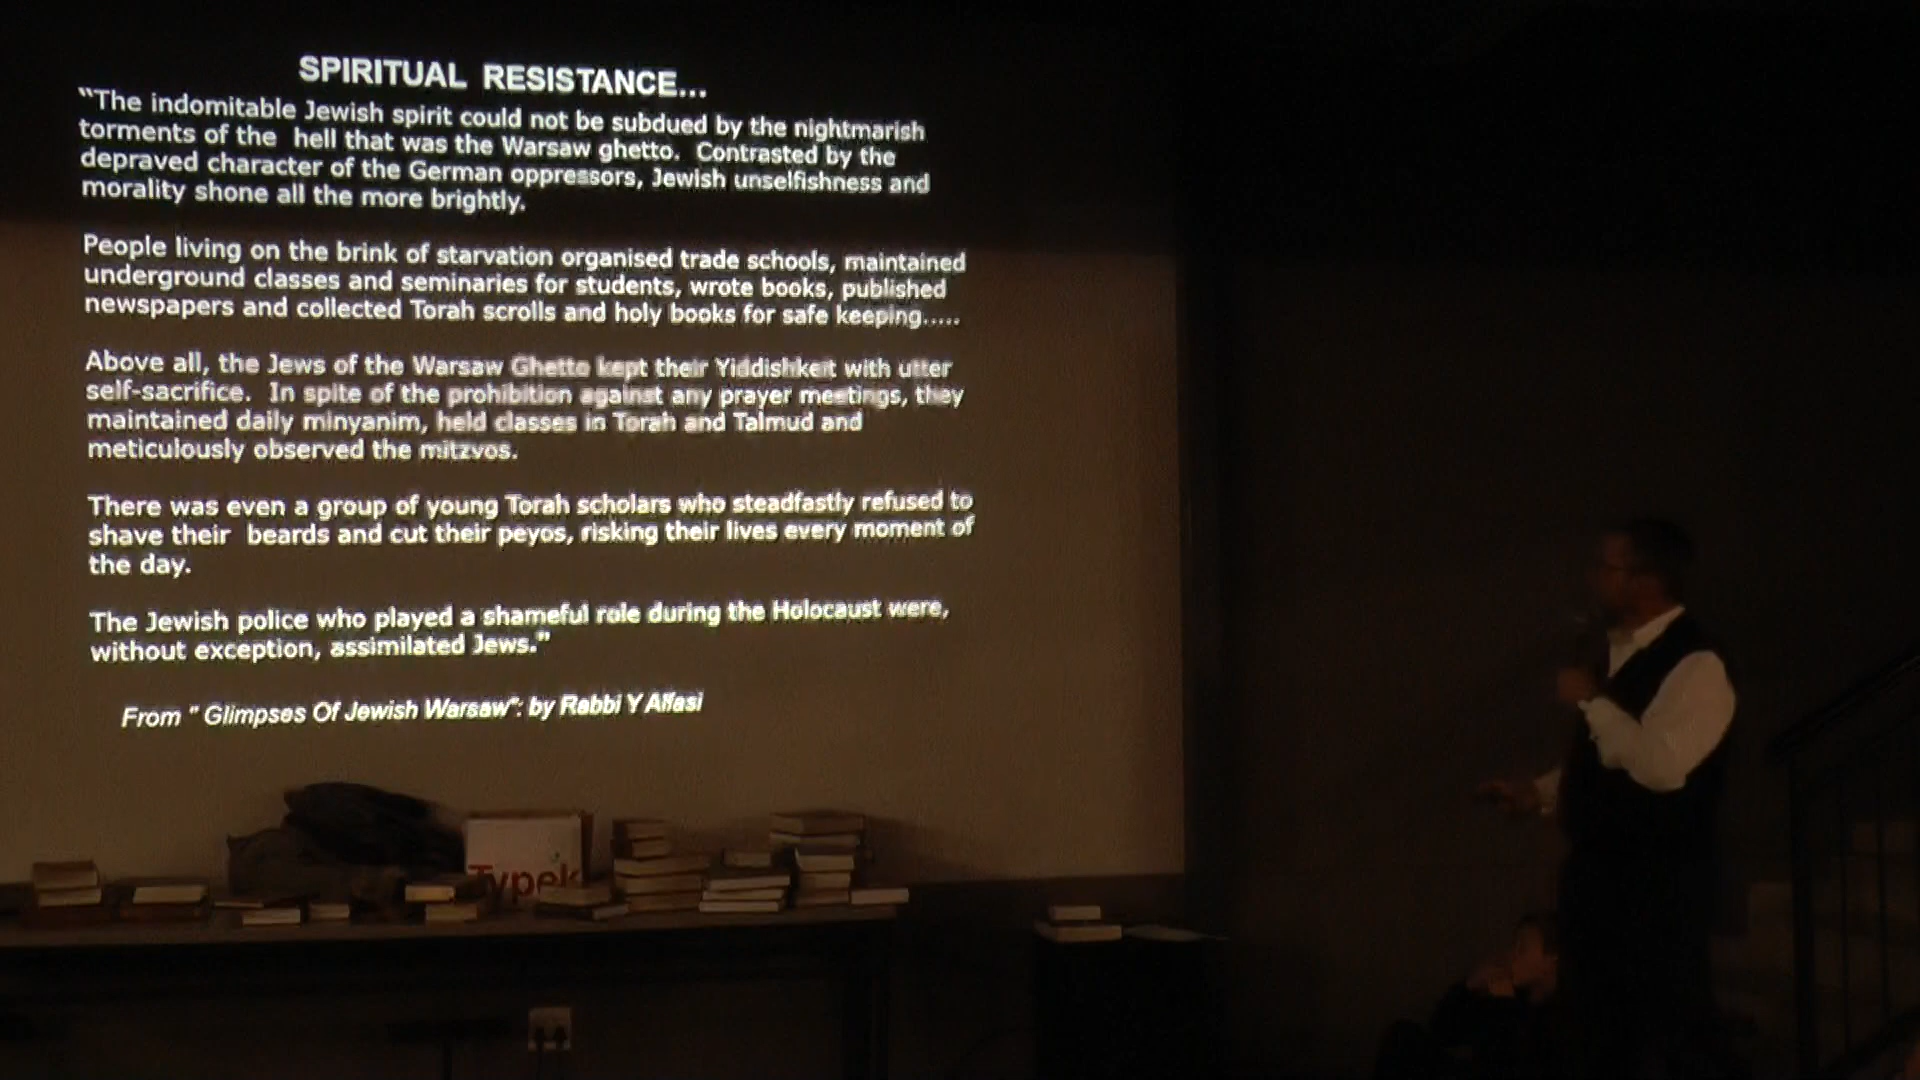 SPIRITUAL RESISTANCE...
“The indomitable Jewish spirit could not be subdued by the nightmarish
torments of the hell that was the Warsaw ghetto. Contrasted by the
depraved character of the German oppressors, Jewish unselfishness and
morality shone all the more brightly.
People living on the brink of starvation organised trade schools, maintained
underground classes and seminaries for students, wrote books, published
newspapers and collected Torah scrolls and holy books for safe keeping.....
Above all, the Jews of the Warsaw Ghetto kept their Yiddishkeit with utter
self-sacrifice. In spite of the prohibition against any prayer meetings, they
maintained daily minyanim, held classes in Torah and Talmud and
meticulously observed the mitzvos.
There was even a group of young Torah scholars who steadfastly refused to
shave their beards and cut their peyos, risking their lives every moment of
the day.
The Jewish police who played a shameful role during the Holocaust were,
without exception, assimilated Jews."
From " Glimpses Of Jewish Warsaw": by Rabbi Y Alfasi
Typek